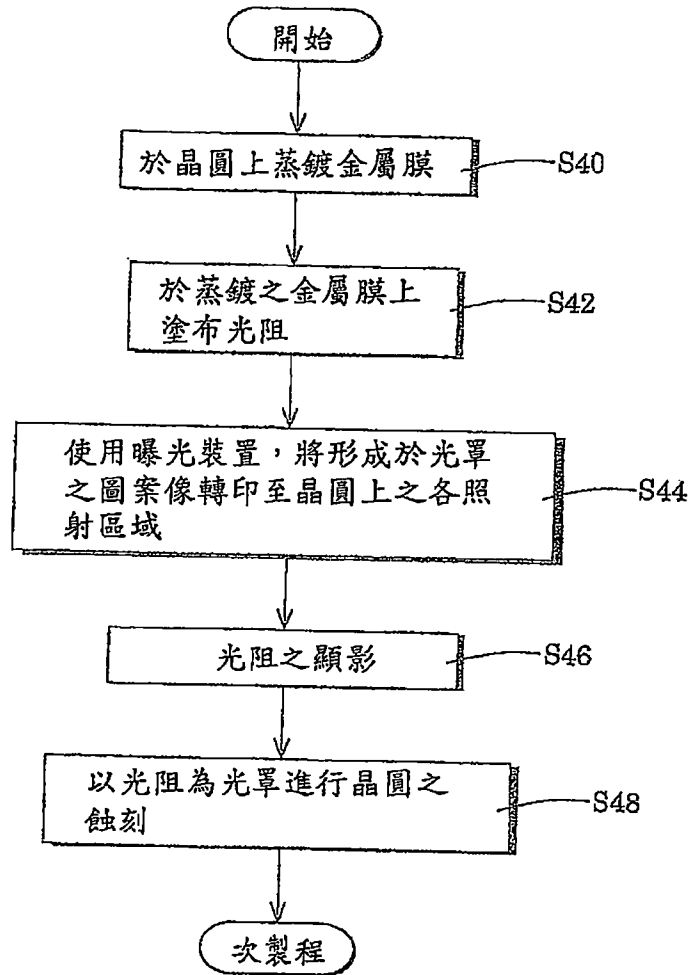 開始
於晶圓上蒸鍍金屬膜
S40
於蒸鍍之金屬膜上
塗布光阻
S42
使用曝光裝置，將形成於光罩
之圖案像轉印至晶圓上之各照
射區域
S44
光阻之顯影
S46
以光阻為光罩進行晶圓之
蝕刻
S48
次製程